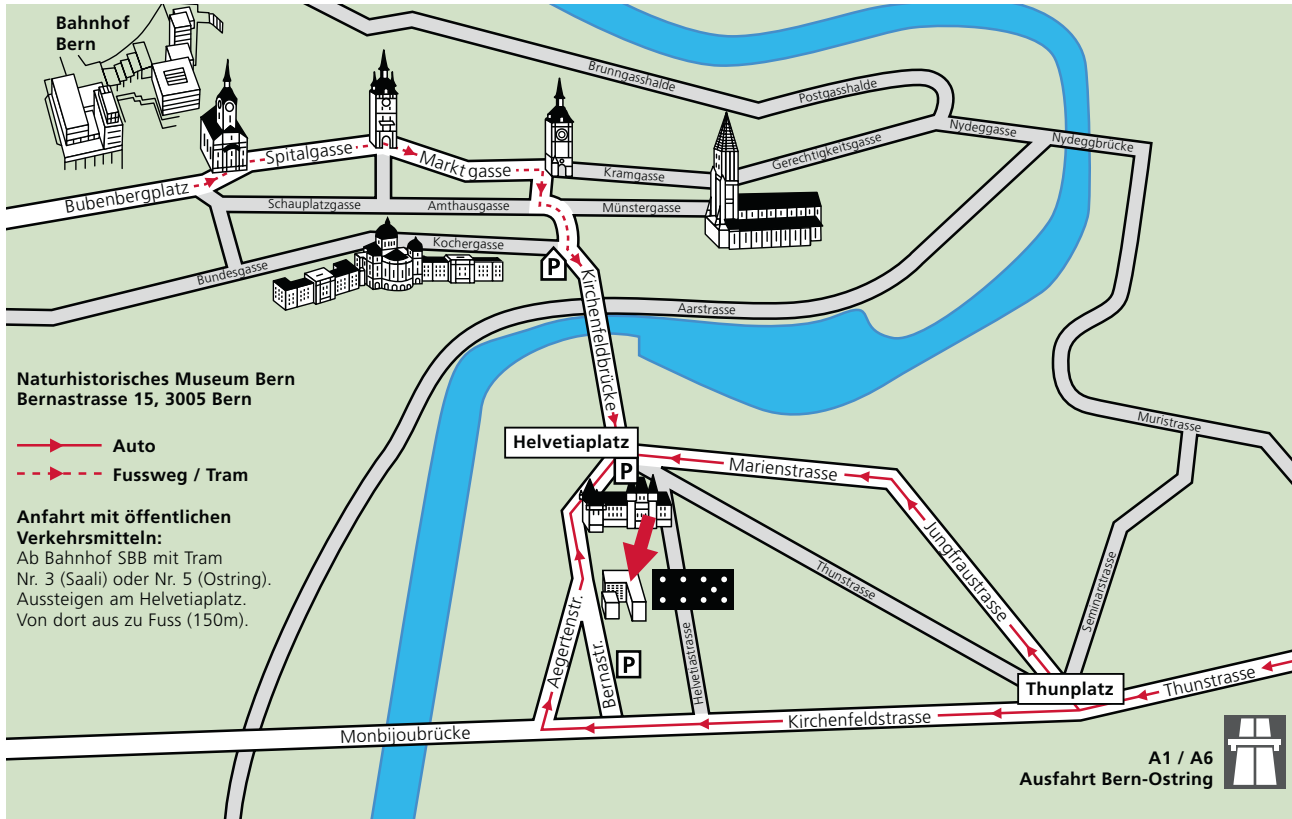 Bahnhof
Bern
Brunngasshalde
Postgasshalde
Nydeggasse
Nydeggbrücke
Spitalgasse
Marktgasse
Kramgasse
Gerechtigkeitsgasse
Bubenbergplatz
Schauplatzgasse
Amthausgasse
Münstergasse
Kochergasse
Bundesgasse
P
Kirchenfeldbrücke
Aarstrasse
Naturhistorisches Museum Bern
Bernastrasse 15, 3005 Bern
Auto
Fussweg / Tram
Anfahrt mit öffentlichen
Verkehrsmitteln:
Ab Bahnhof SBB mit Tram
Nr. 3 (Saali) oder Nr. 5 (Ostring).
Aussteigen am Helvetiaplatz.
Von dort aus zu Fuss (150m).
Helvetiaplatz
P
Marienstrasse
Muristrasse
Jungfraustrasse
Thunstrasse
Seminarstrasse
Aegertenstr.
Bernastr.
P
Helvetiastrasse
Thunplatz
Thunstrasse
Kirchenfeldstrasse
Monbijoubrücke
A1 / A6
Ausfahrt Bern-Ostring